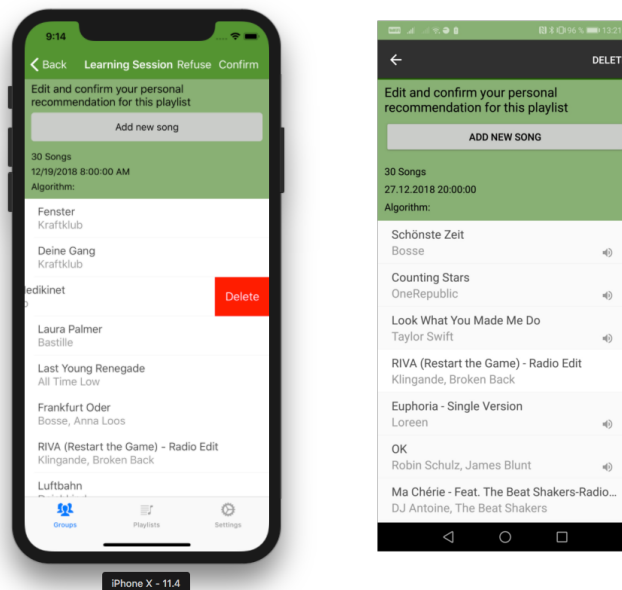 9:14
Back Learning Session Refuse Confirm
Edit and confirm your personal
recommendation for this playlist
Add new song
30 Songs
12/19/2018 8:00:00 AM
Algorithm:
Fenster
Kraftklub
Deine Gang
Kraftklub
edikinet
Delete
Laura Palmer
Bastille
Last Young Renegade
All Time Low
Frankfurt Oder
Bosse, Anna Loos
RIVA (Restart the Game) - Radio Edit
Klingande, Broken Back
Luftbahn
Groups Playlists Settings
iPhone X - 11.4
96 % 13:21
DELET
Edit and confirm your personal
recommendation for this playlist
ADD NEW SONG
30 Songs
27.12.2018 20:00:00
Algorithm:
Schönste Zeit
Bosse
Counting Stars
OneRepublic
Look What You Made Me Do
Taylor Swift
RIVA (Restart the Game) - Radio Edit
Klingande, Broken Back
Euphoria - Single Version
Loreen
OK
Robin Schulz, James Blunt
Ma Chérie - Feat. The Beat Shakers-Radio...
DJ Antoine, The Beat Shakers